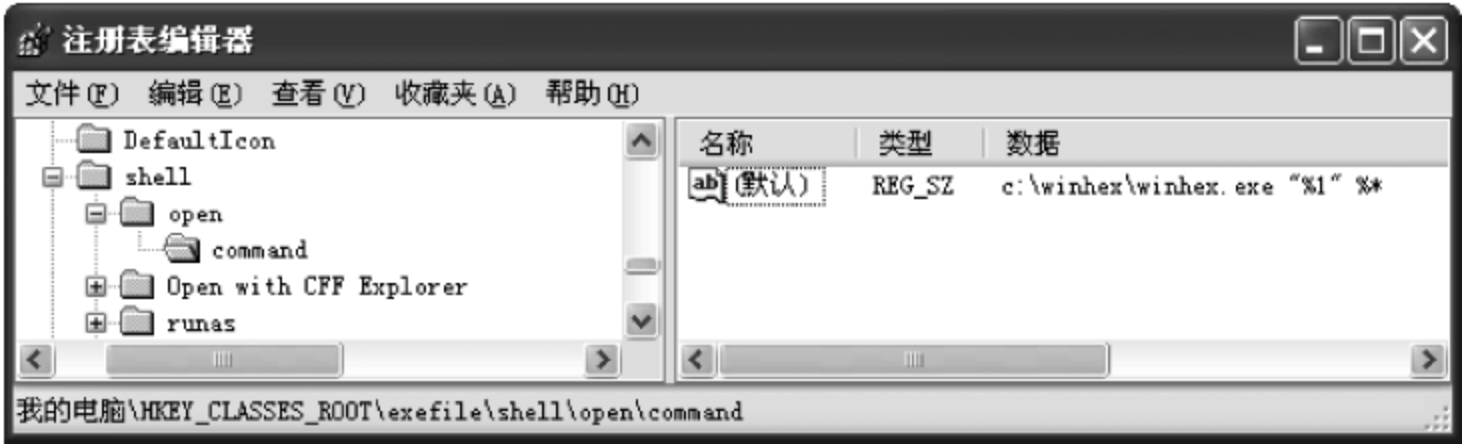 注册表编辑器
文件(F) 编辑(E) 查看(V) 收藏夹(A) 帮助(H)
DefaultIcon
shell
open
command
Open with CFF Explorer
runas
名称 类型 数据
ab (默认) REG_SZ c:\winhex\winhex.exe "%1" %*
我的电脑\HKEY_CLASSES_ROOT\exefile\shell\open\command